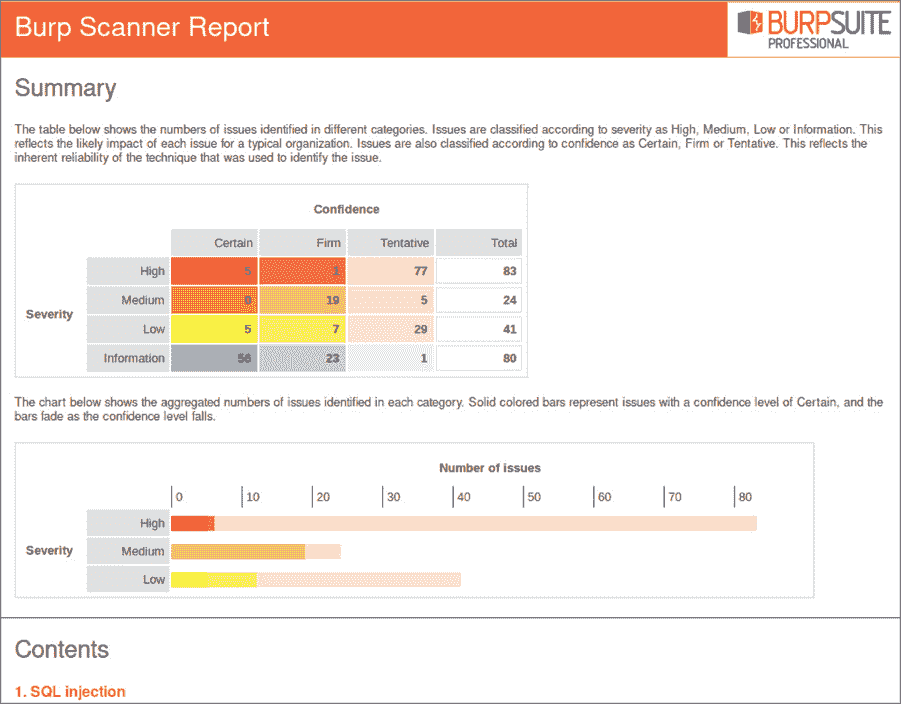 Burp Scanner Report
BURPSUITE
PROFESSIONAL
Summary
The table below shows the numbers of issues identified in different categories. Issues are classified according to severity as High, Medium, Low or Information. This
reflects the likely impact of each issue for a typical organization. Issues are also classified according to confidence as Certain, Firm or Tentative. This reflects the
inherent reliability of the technique that was used to identify the issue.
Confidence
Certain Firm Tentative Total
High 5 1 77 83
Medium 0 19 5 24
Severity
Low 5 7 29 41
Information 56 23 1 80
The chart below shows the aggregated numbers of issues identified in each category. Solid colored bars represent issues with a confidence level of Certain, and the
bars fade as the confidence level falls.
Number of issues
0 10 20 30 40 50 60 70 80
High
Severity Medium
Low
Contents
1. SQL injection